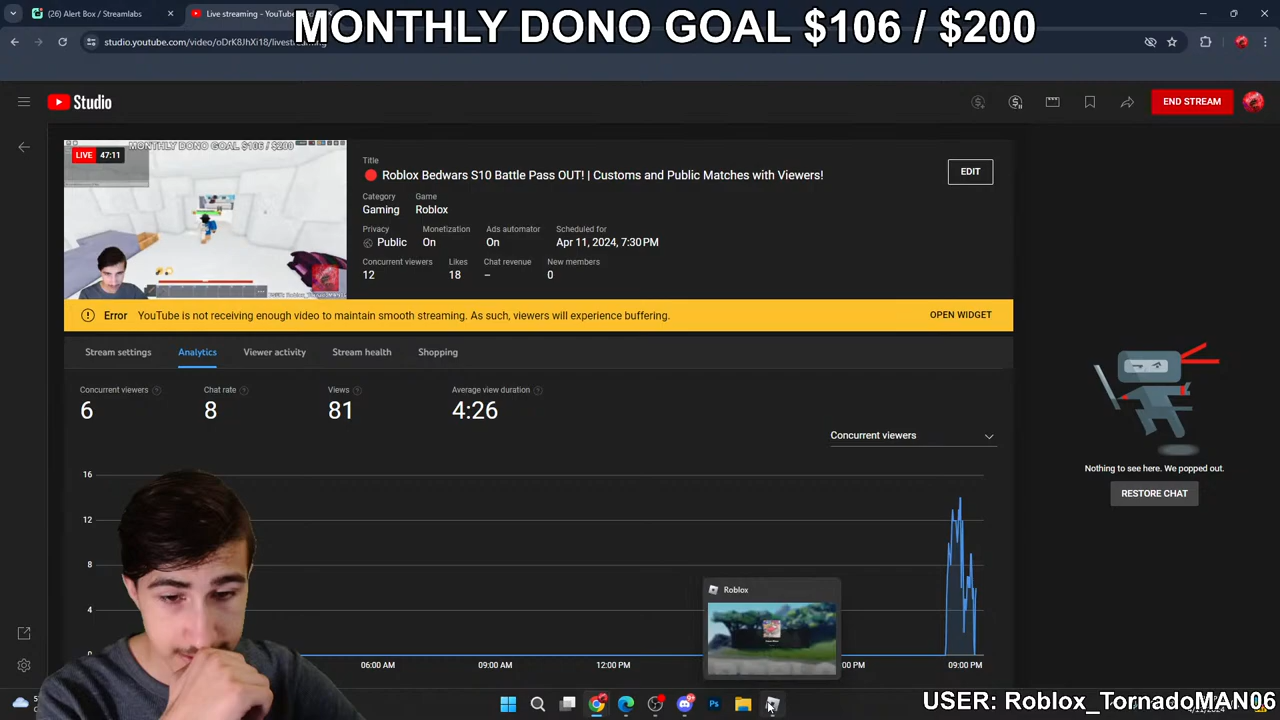 MONTHLY DONO GOAL $106 / $200
(26) Alert Box / Streamlabs
Live streaming - YouTube
studio.youtube.com/video/oDrK8JhXi18/livestreaming
Studio
END STREAM
LIVE 47:11
MONTHLY DONO GOAL $106 / $200
Title
Roblox Bedwars S10 Battle Pass OUT! | Customs and Public Matches with Viewers!
EDIT
Category Game
Gaming Roblox
Privacy Monetization Ads automator Scheduled for
Public On On Apr 11, 2024, 7:30 PM
Concurrent viewers Likes Chat revenue New members
12 18 – 0
Error YouTube is not receiving enough video to maintain smooth streaming. As such, viewers will experience buffering.
OPEN WIDGET
Stream settings Analytics Viewer activity Stream health Shopping
Concurrent viewers Chat rate Views Average view duration
6 8 81 4:26
Concurrent viewers
Nothing to see here. We popped out.
RESTORE CHAT
16
12
8
4
0
06:00 AM 09:00 AM 12:00 PM 00 PM 09:00 PM
Roblox
USER: Roblox_TornadoMAN06